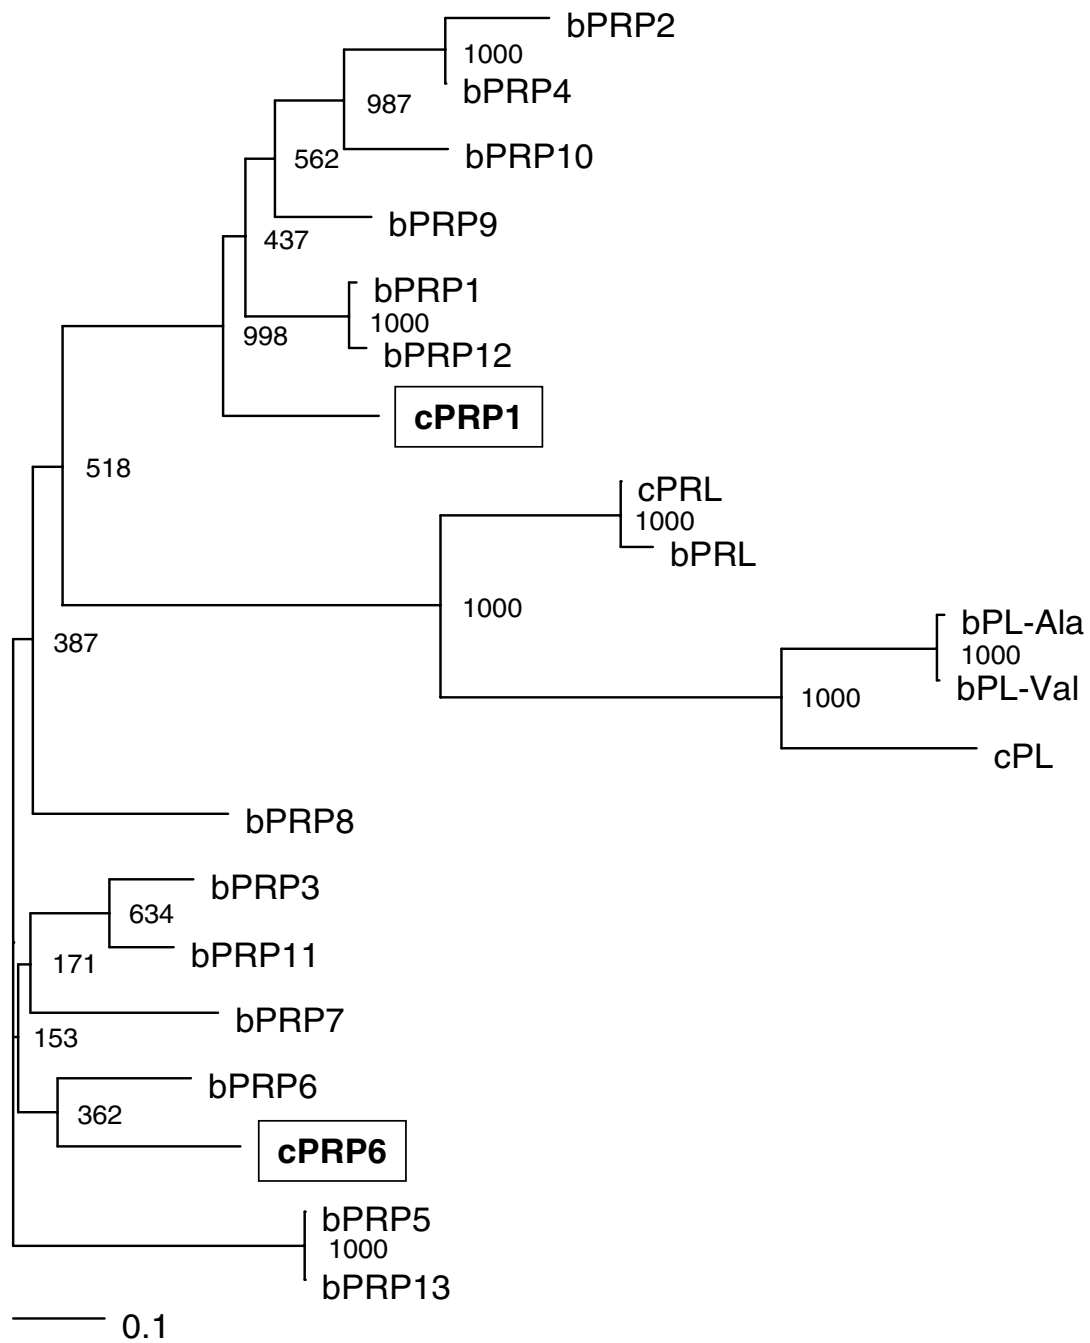 bPRP2
1000
bPRP4
987
bPRP10
562
bPRP9
437
bPRP1
1000
998
bPRP12
cPRP1
518
cPRL
1000
bPRL
1000
bPL-Ala
387
1000
bPL-Val
1000
cPL
bPRP8
bPRP3
634
bPRP11
171
bPRP7
153
bPRP6
362
cPRP6
bPRP5
1000
bPRP13
0.1